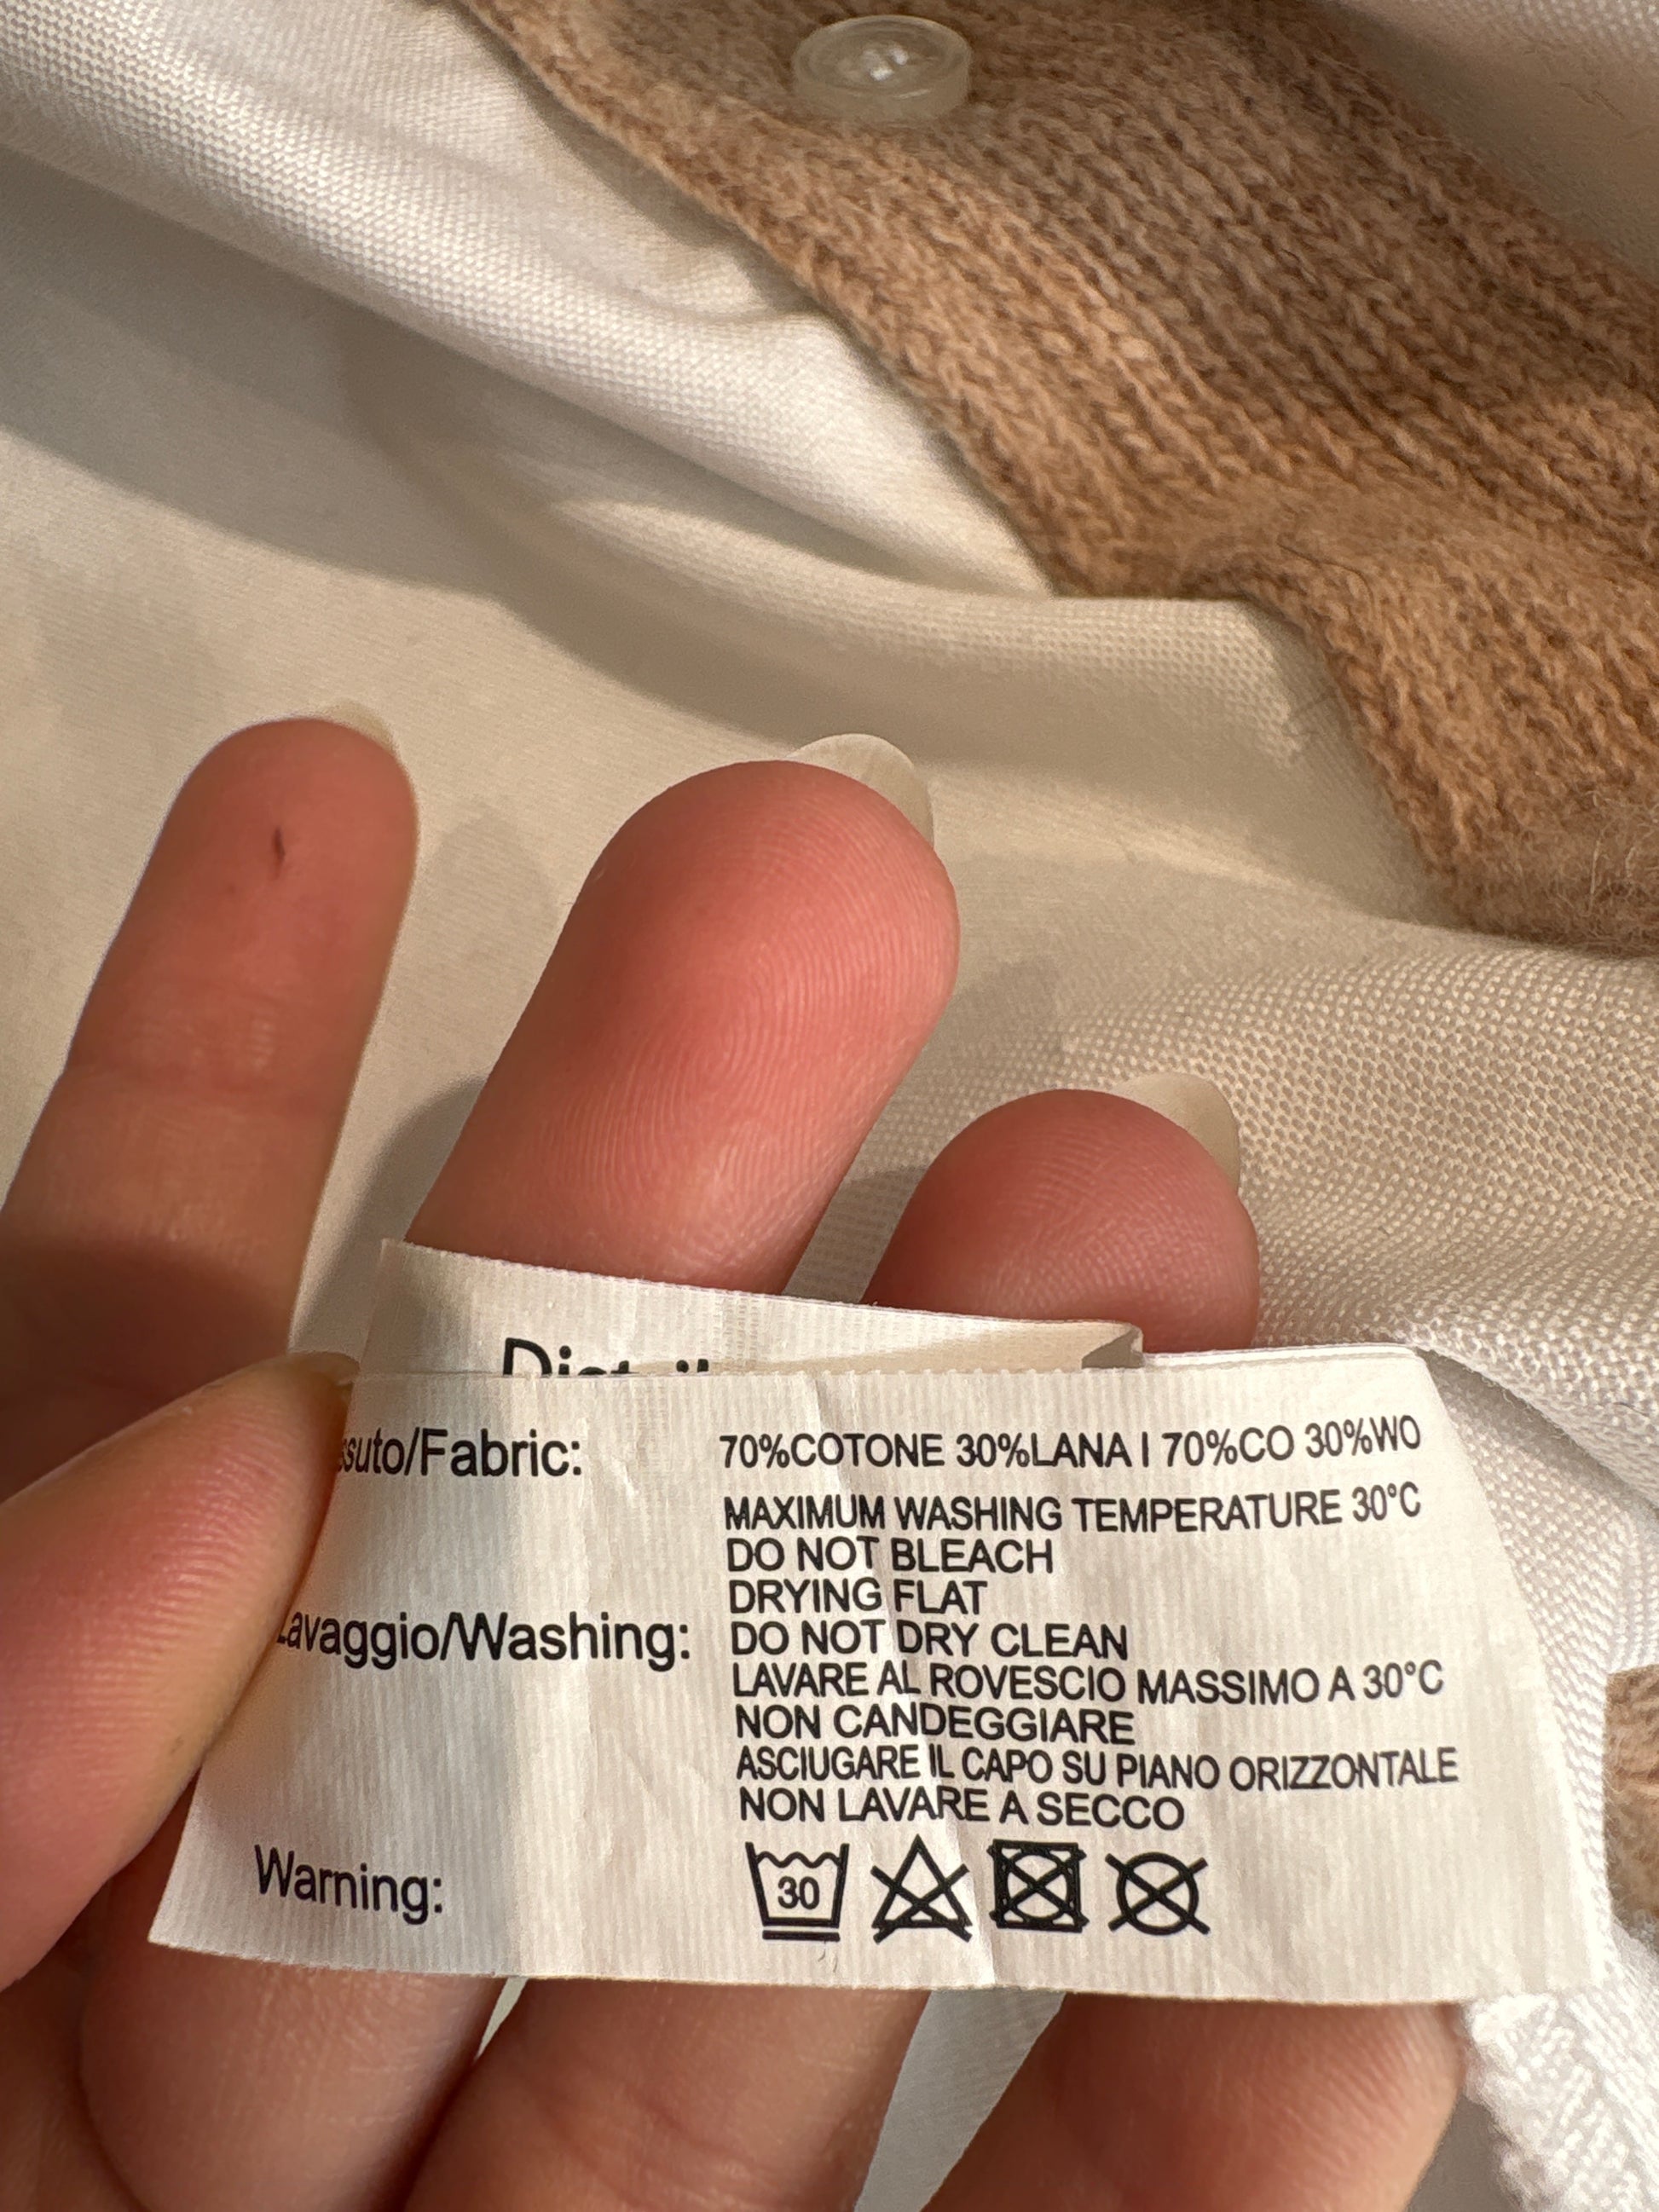 70%COTONE 30%LANA I 70%CO 30%WO
MAXIMUM WASHING TEMPERATURE 30°C
DO NOT BLEACH
DRYING FLAT
Lavaggio/Washing: DO NOT DRY CLEAN
LAVARE AL ROVESCIO MASSIMO A 30°C
NON CANDEGGIARE
ASCIUGARE IL CAPO SU PIANO ORIZZONTALE
NON LAVARE A SECCO
Warning: 30